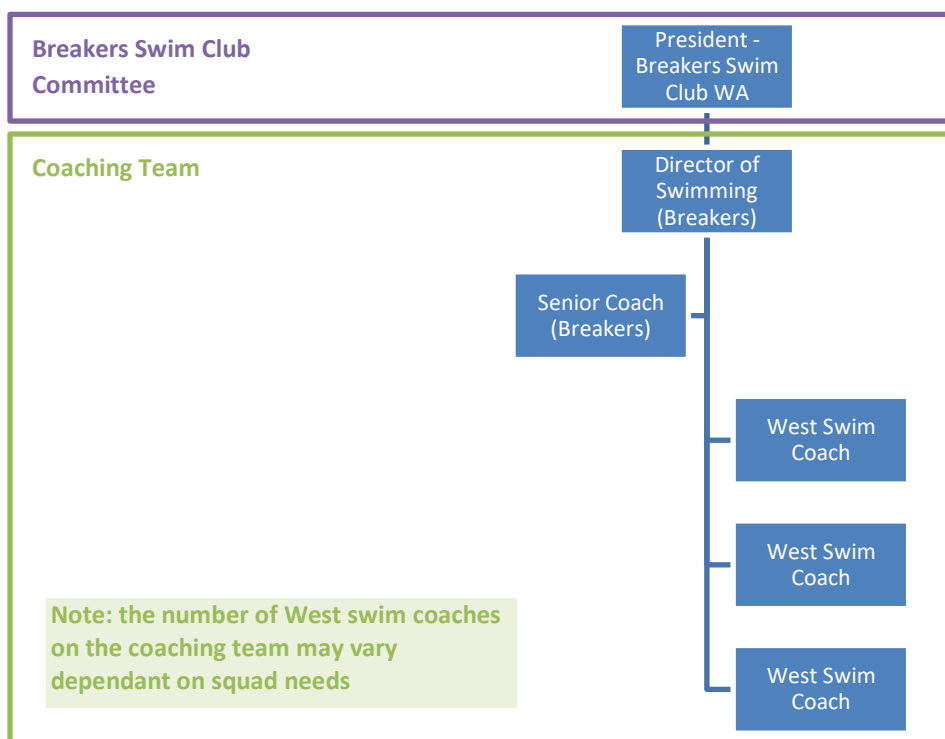 Breakers Swim Club
Committee
President -
Breakers Swim
Club WA
Coaching Team
Director of
Swimming
(Breakers)
Senior Coach
(Breakers)
West Swim
Coach
West Swim
Coach
Note: the number of West swim coaches
on the coaching team may vary
dependant on squad needs
West Swim
Coach